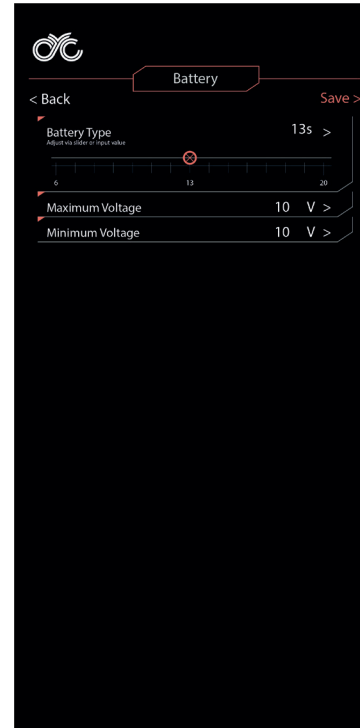 CYC
Battery
< Back Save >
Battery Type 13s >
Adjust via slider or input value
6 13 20
Maximum Voltage 10 V >
Minimum Voltage 10 V >